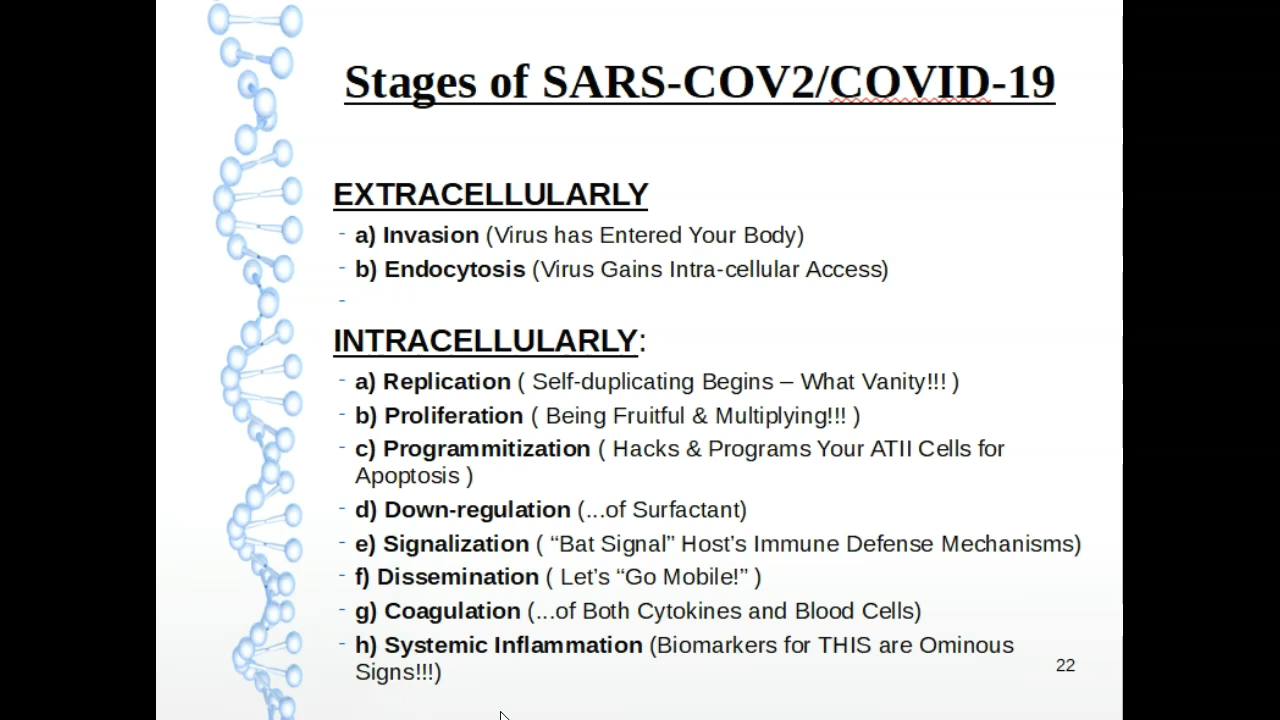 Stages of SARS-COV2/COVID-19
EXTRACELLULARLY
- a) Invasion (Virus has Entered Your Body)
- b) Endocytosis (Virus Gains Intra-cellular Access)
-
INTRACELLULARLY:
- a) Replication ( Self-duplicating Begins – What Vanity!!! )
- b) Proliferation ( Being Fruitful & Multiplying!!! )
- c) Programmitization ( Hacks & Programs Your ATII Cells for
Apoptosis )
- d) Down-regulation (...of Surfactant)
- e) Signalization ( “Bat Signal” Host’s Immune Defense Mechanisms)
- f) Dissemination ( Let’s “Go Mobile!” )
- g) Coagulation (...of Both Cytokines and Blood Cells)
- h) Systemic Inflammation (Biomarkers for THIS are Ominous
Signs!!!)
22